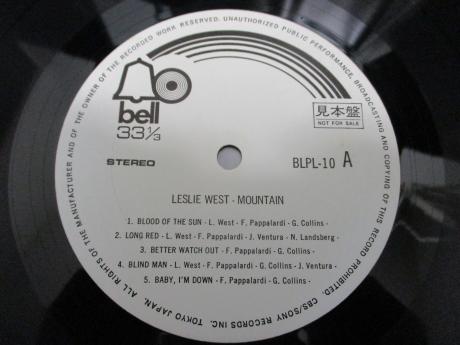 ALL RIGHTS OF THE MANUFACTURER AND OF THE OWNER OF THE RECORDED WORK RESERVED. UNAUTHORIZED PUBLIC PERFORMANCE, BROADCASTING AND COPYING OF THIS RECORD PROHIBITED. CBS/SONY RECORDS INC. TOKYO JAPAN.
bell
33 1/3
見本盤
NOT FOR SALE
STEREO
BLPL-10 A
LESLIE WEST - MOUNTAIN
1. BLOOD OF THE SUN - L. West - F. Pappalardi - G. Collins -
2. LONG RED - L. West - F. Pappalardi - J. Ventura - N. Landsberg -
3. BETTER WATCH OUT - F. Pappalardi - G. Collins -
4. BLIND MAN - L. West - F. Pappalardi - G. Collins - J. Ventura -
5. BABY, I'M DOWN - F. Pappalardi - G. Collins -